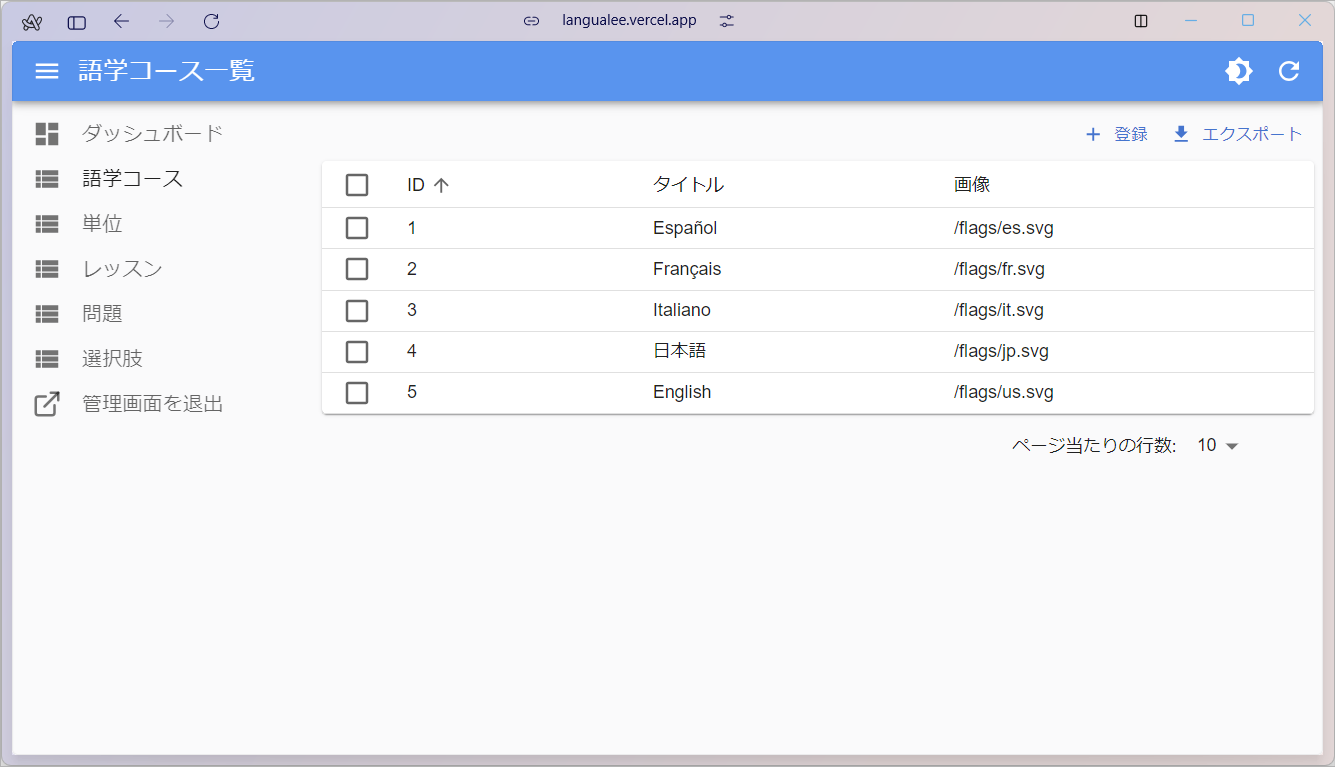 langualee.vercel.app
語学コース一覧
ダッシュボード
語学コース
単位
レッスン
問題
選択肢
管理画面を退出
登録 エクスポート
ID タイトル 画像
1 Español /flags/es.svg
2 Français /flags/fr.svg
3 Italiano /flags/it.svg
4 日本語 /flags/jp.svg
5 English /flags/us.svg
ページ当たりの行数: 10